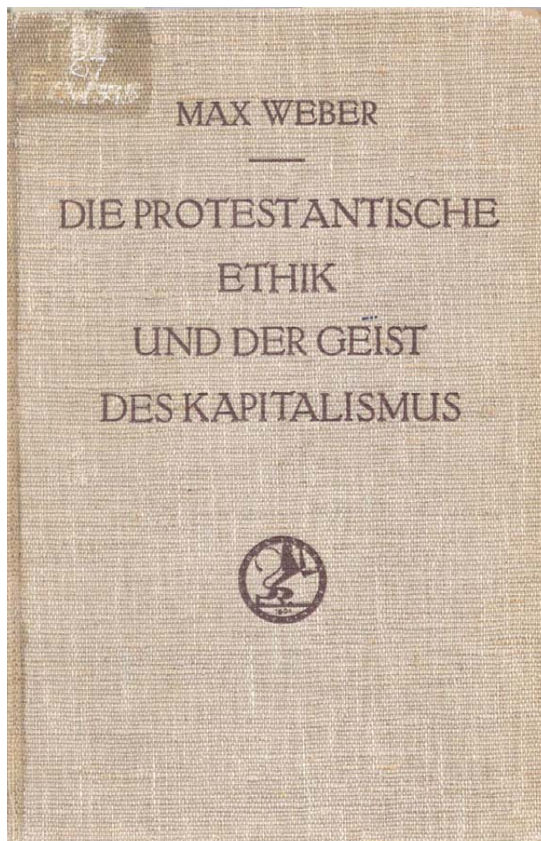 MAX WEBER
DIE PROTESTANTISCHE
ETHIK
UND DER GEIST
DES KAPITALISMUS